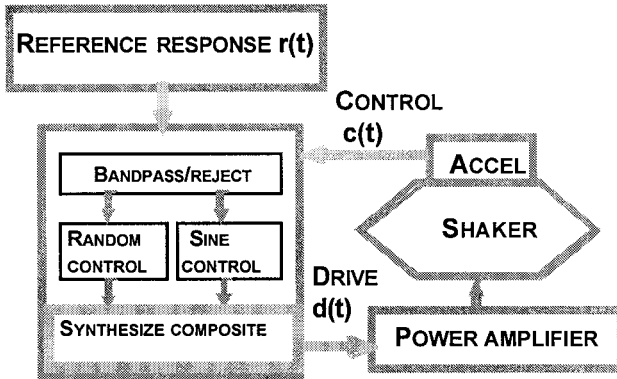 REFERENCE RESPONSE r(t)
CONTROL
c(t)
ACCEL
BANDPASS/REJECT
SHAKER
RANDOM
CONTROL
SINE
CONTROL
DRIVE
d(t)
SYNTHESIZE COMPOSITE
POWER AMPLIFIER